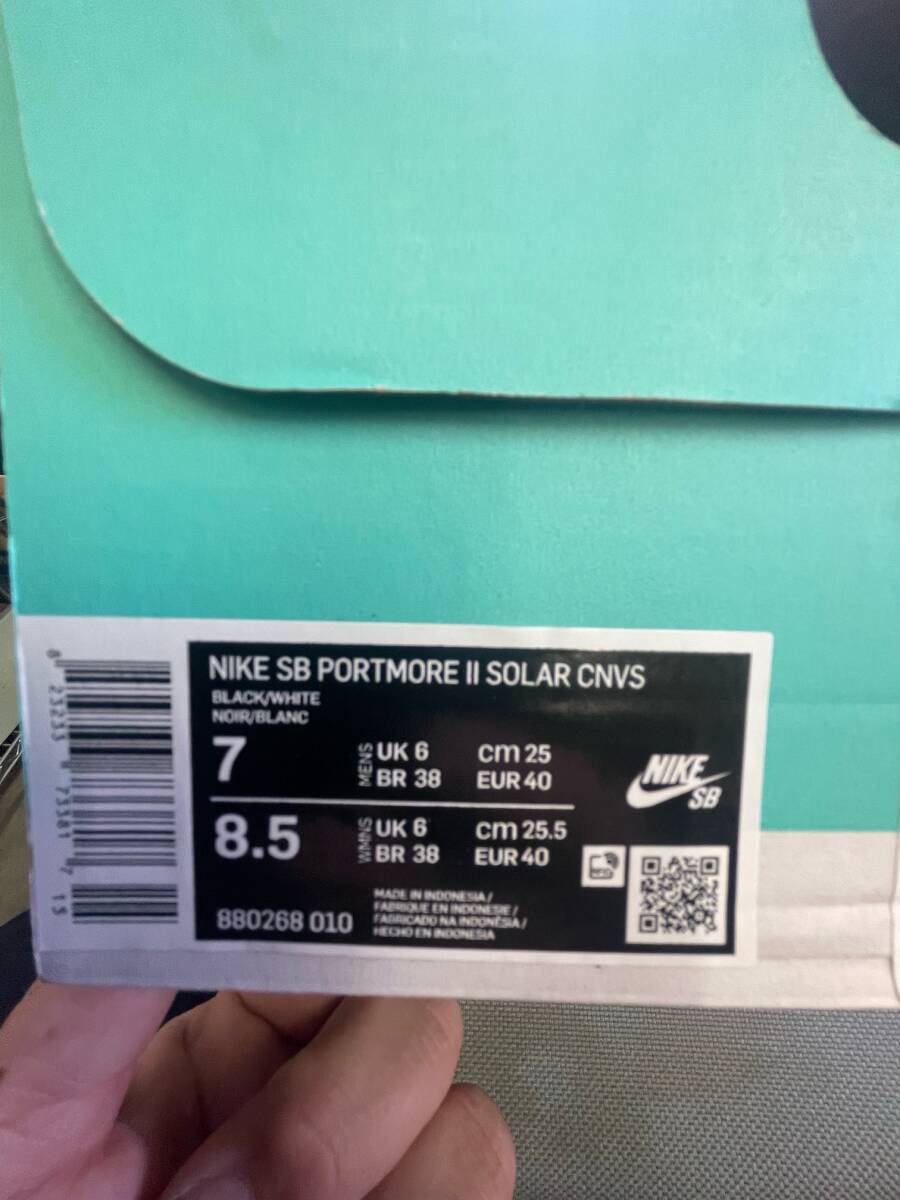 NIKE SB PORTMORE II SOLAR CNVS
BLACK/WHITE
NOIR/BLANC
7
MENS
UK 6 cm 25
BR 38 EUR 40
8.5
WMNS
UK 6 cm 25.5
BR 38 EUR 40
880268 010
MADE IN INDONESIA /
FABRIQUE EN INDONESIE /
FABRICADO NA INDONÉSIA /
HECHO EN INDONESIA
NIKE
SB